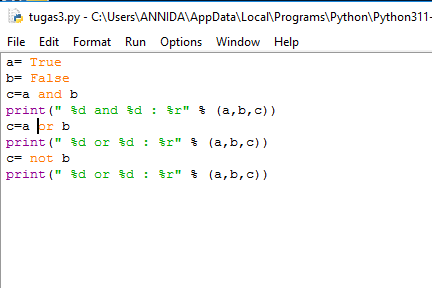 tugas3.py - C:\Users\ANNIDA\AppData\Local\Programs\Python\Python311-
File Edit Format Run Options Window Help
a= True
b= False
c=a and b
print(" %d and %d : %r" % (a,b,c))
c=a or b
print(" %d or %d : %r" % (a,b,c))
c= not b
print(" %d or %d : %r" % (a,b,c))